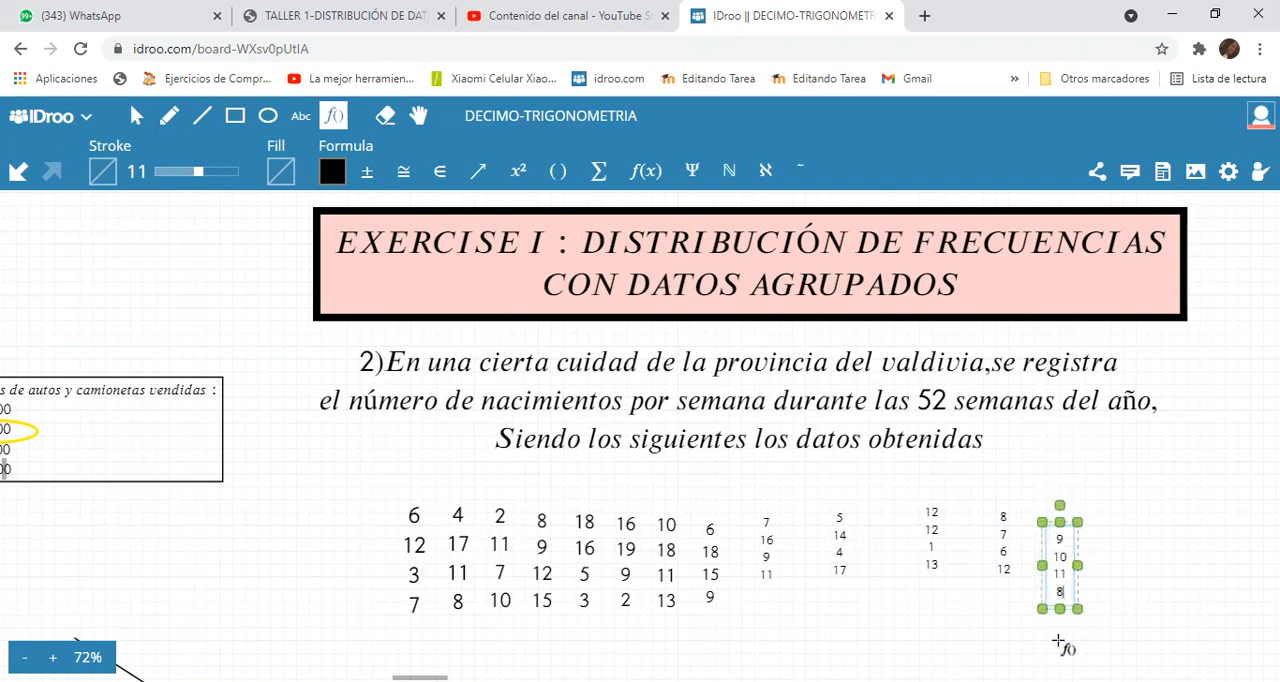 (343) WhatsApp
TALLER 1-DISTRIBUCIÓN DE DAT
Contenido del canal - YouTube S
IDroo || DECIMO-TRIGONOMETR
idroo.com/board-WXsv0pUtIA
Aplicaciones
Ejercicios de Compr...
La mejor herramien...
Xiaomi Celular Xiao...
idroo.com
Editando Tarea
Editando Tarea
Gmail
»
Otros marcadores
Lista de lectura
IDroo
Abc
f()
DECIMO-TRIGONOMETRIA
Stroke
Fill
Formula
11
± ≅ ∈ x² ( ) ∑ f(x) Ψ ℕ ℵ ~
EXERCISE I : DISTRIBUCIÓN DE FRECUENCIAS
CON DATOS AGRUPADOS
2)En una cierta cuidad de la provincia del valdivia,se registra
el número de nacimientos por semana durante las 52 semanas del año,
Siendo los siguientes los datos obtenidas
s de autos y camionetas vendidas :
00
00
00
00
6 4 2 8 18 16 10 6 7 5 12 8 9
12 17 11 9 16 19 18 18 16 14 12 7 10
3 11 7 12 5 9 11 15 9 4 1 6 11
7 8 10 15 3 2 13 9 11 17 13 12 8
f()
- + 72%